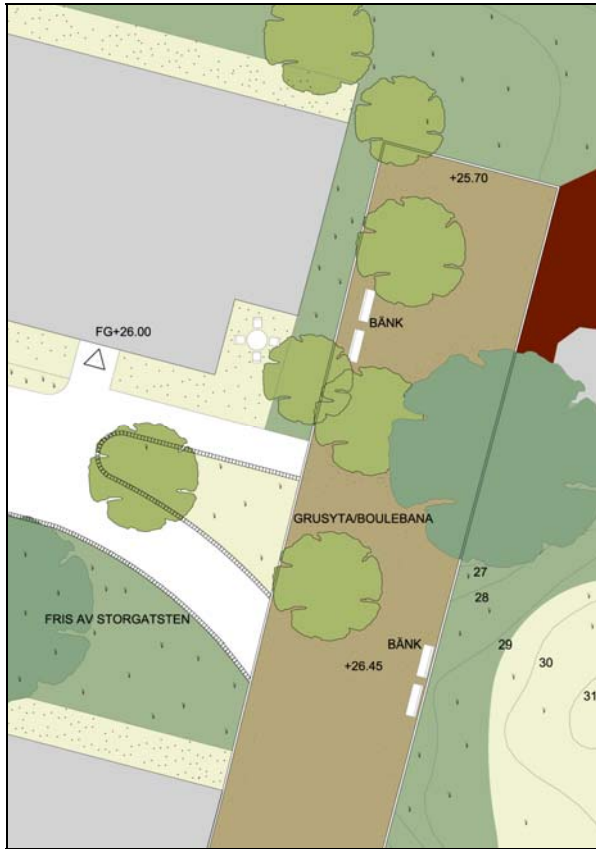 +25.70
BÄNK
FG+26.00
GRUSYTA/BOULEBANA
27
28
FRIS AV STORGATSTEN
BÄNK
29
30
+26.45
31